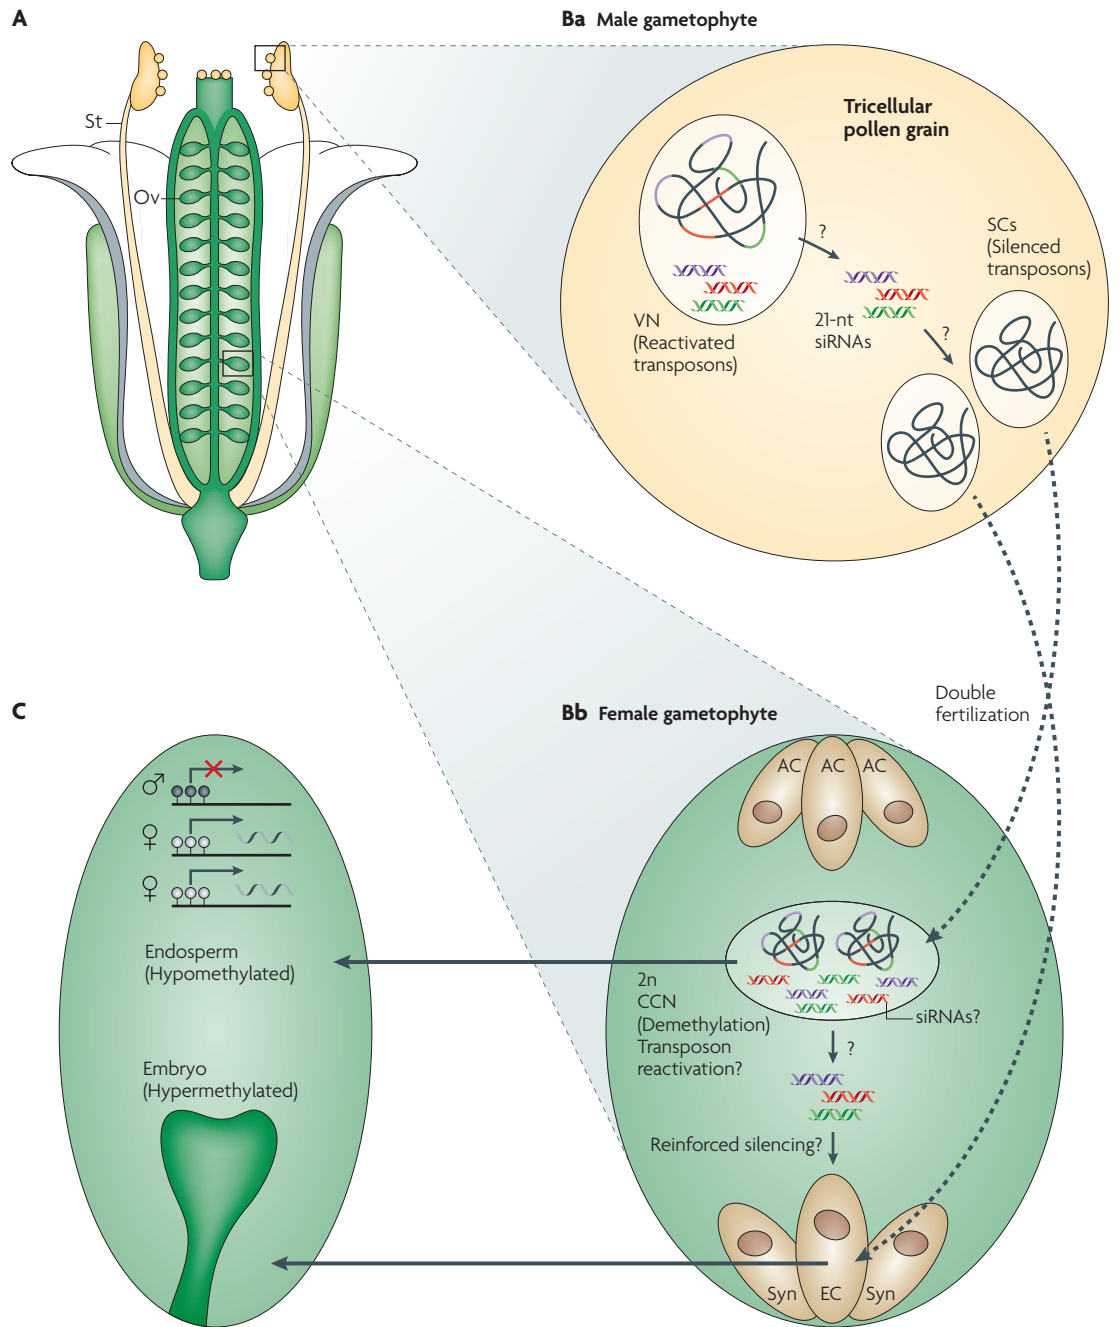 A
St
Ov
Ba Male gametophyte
Tricellular
pollen grain
?
VN
(Reactivated
transposons)
21-nt
siRNAs
?
SCs
(Silenced
transposons)
Double
fertilization
Bb Female gametophyte
AC AC AC
2n
CCN
(Demethylation)
Transposon
reactivation?
siRNAs?
?
Reinforced silencing?
Syn EC Syn
C
♂
♀
♀
Endosperm
(Hypomethylated)
Embryo
(Hypermethylated)